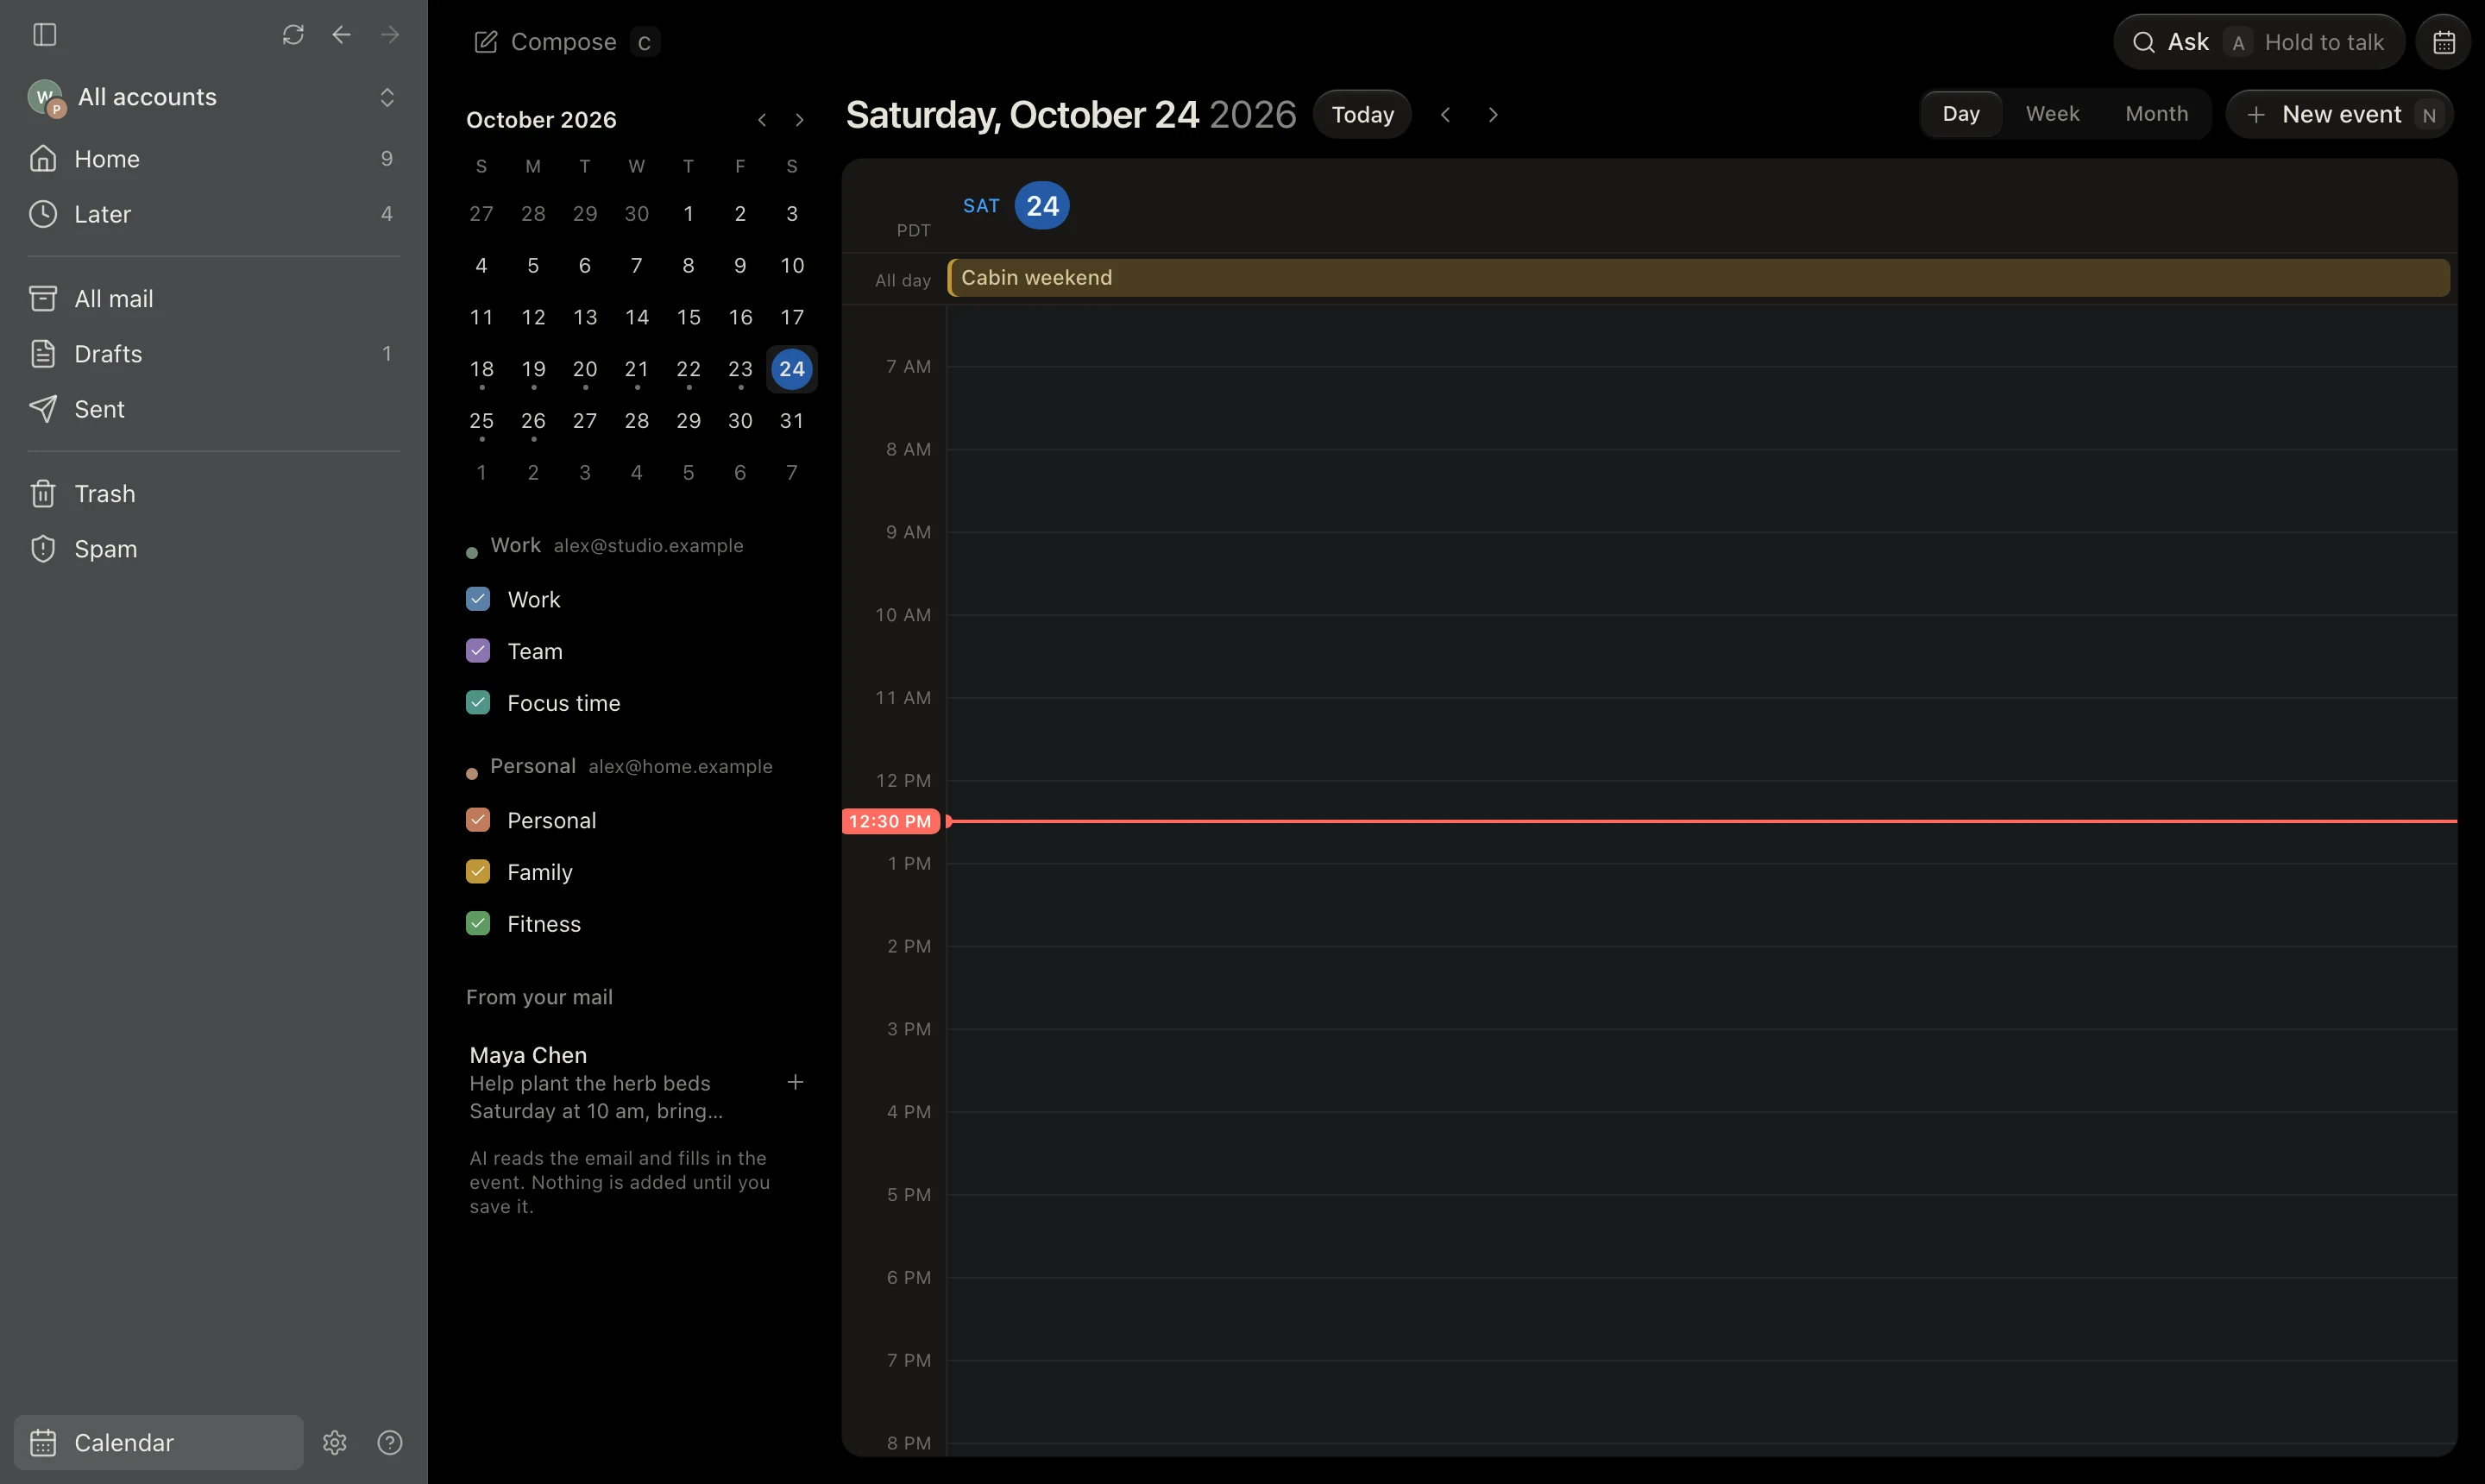 W
P
All accounts
Home 9
Later 4
All mail
Drafts 1
Sent
Trash
Spam
Calendar
Compose C
Ask A Hold to talk
October 2026
S M T W T F S
27 28 29 30 1 2 3
4 5 6 7 8 9 10
11 12 13 14 15 16 17
18 19 20 21 22 23 24
25 26 27 28 29 30 31
1 2 3 4 5 6 7
Work alex@studio.example
Work
Team
Focus time
Personal alex@home.example
Personal
Family
Fitness
From your mail
Maya Chen
Help plant the herb beds
Saturday at 10 am, bring...
AI reads the email and fills in the
event. Nothing is added until you
save it.
Saturday, October 24 2026 Today
Day Week Month
New event N
SAT 24
PDT
All day Cabin weekend
7 AM
8 AM
9 AM
10 AM
11 AM
12 PM
12:30 PM
1 PM
2 PM
3 PM
4 PM
5 PM
6 PM
7 PM
8 PM